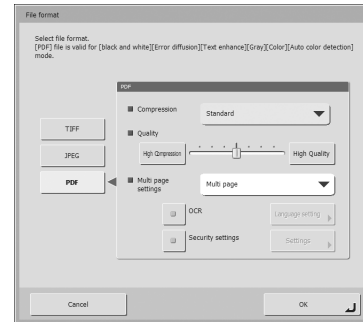 File format
Select file format.
[PDF] file is valid for [black and white][Error diffusion][Text enhance][Gray][Color][Auto color detection]
mode.
PDF
Compression
Standard
Quality
High Compression
High Quality
TIFF
JPEG
PDF
Multi page
settings
Multi page
OCR
Language setting
Security settings
Settings
Cancel
OK